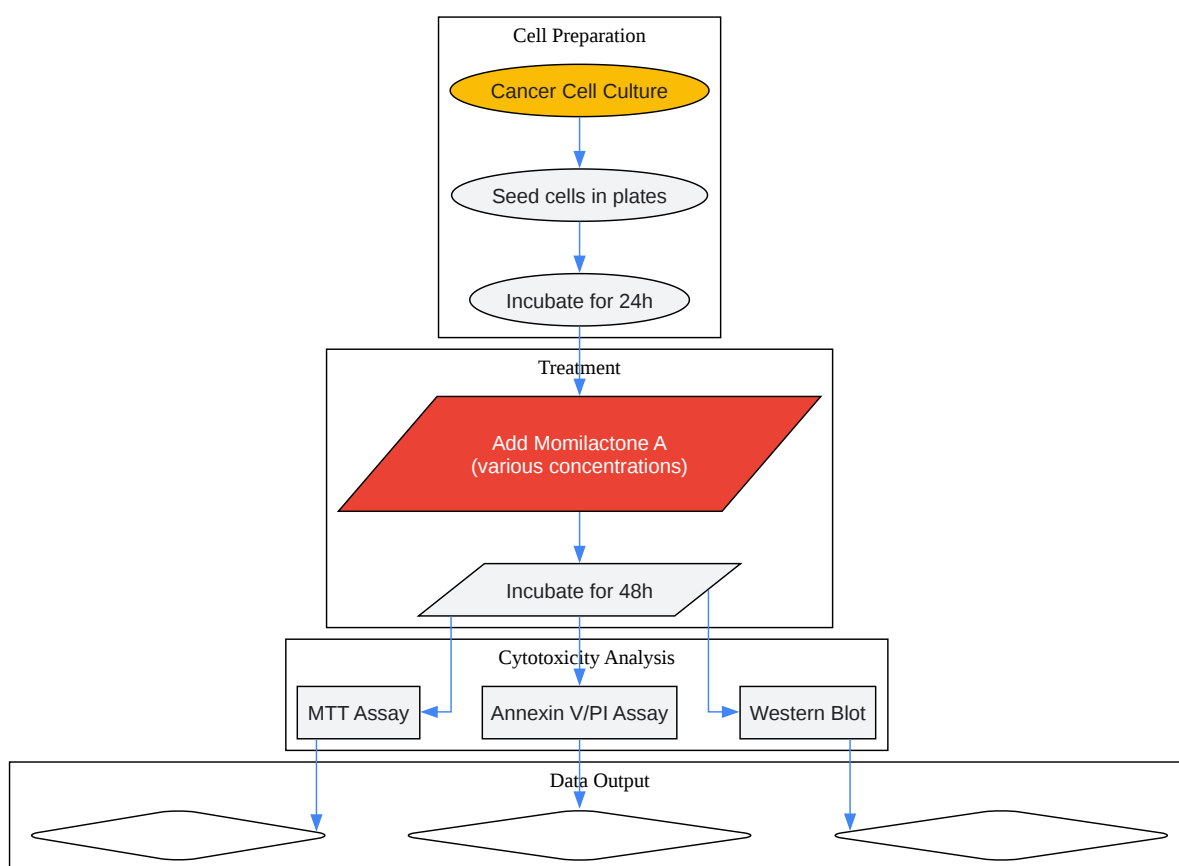 Cell Preparation
Cancer Cell Culture
Seed cells in plates
Incubate for 24h
Treatment
Add Momilactone A
(various concentrations)
Incubate for 48h
Cytotoxicity Analysis
MTT Assay
Annexin V/PI Assay
Western Blot
Data Output